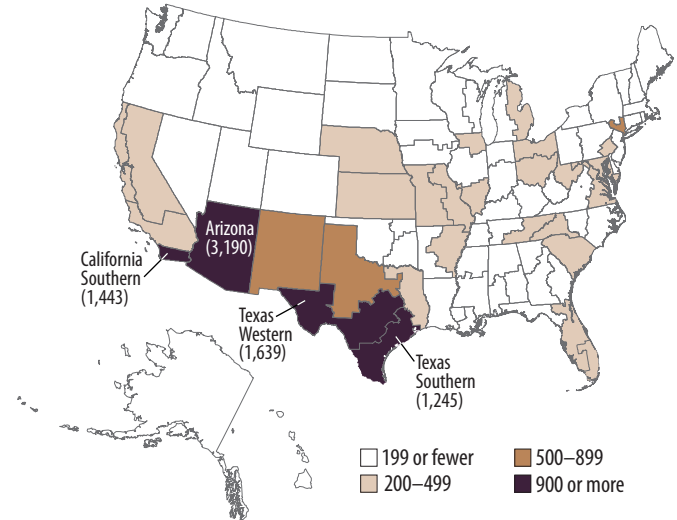 Arizona
(3,190)
California
Southern
(1,443)
Texas
Western
(1,639)
Texas
Southern
(1,245)
199 or fewer
200–499
500–899
900 or more